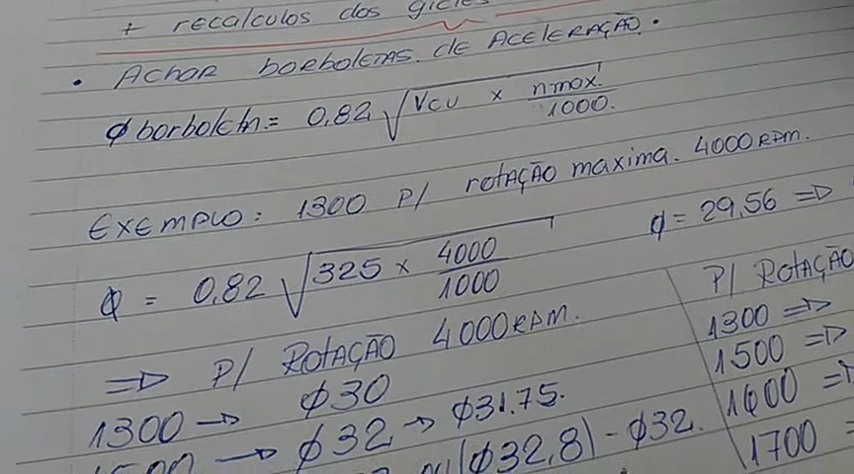 + recalculos dos giclês
• Achar borboletas de Aceleração.
ϕ borboleta = 0,82 √Vcu x nmax. / 1000.
EXEMPLO: 1300 P/ rotação maxima. 4000 RPM.
ϕ = 0,82 √325 x 4000 / 1000
ϕ = 29,56 =>
=> P/ Rotação 4000 RPM.
1300 -> ϕ30
ϕ32 -> ϕ31.75.
(ϕ32,8) - ϕ32.
P/ Rotação
1300 =>
1500 =>
1600 =>
1700 =